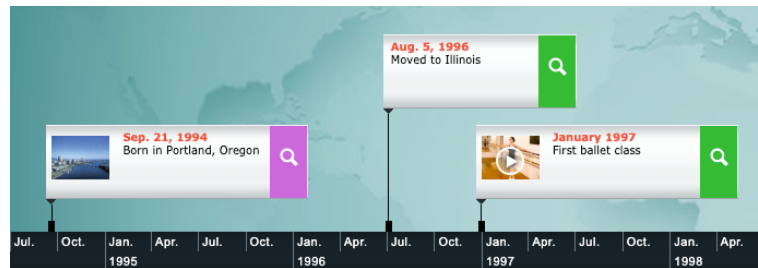 Aug. 5, 1996
Moved to Illinois
Sep. 21, 1994
Born in Portland, Oregon
January 1997
First ballet class
Jul. Oct. Jan. Apr. Jul. Oct. Jan. Apr. Jul. Oct. Jan. Apr. Jul. Oct. Jan. Apr.
1995 1996 1997 1998